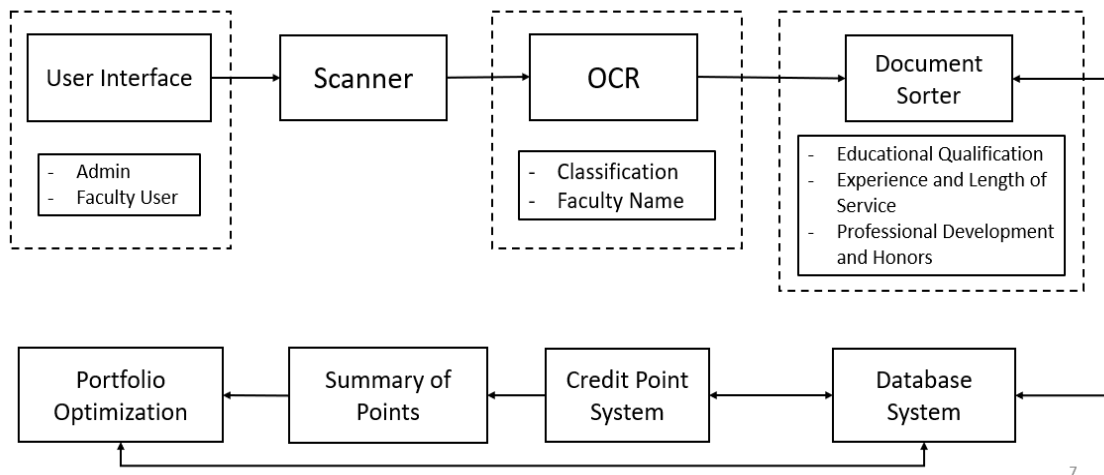 User Interface
Scanner
OCR
Document
Sorter
- Admin
- Faculty User
- Classification
- Faculty Name
- Educational Qualification
- Experience and Length of
Service
- Professional Development
and Honors
Portfolio
Optimization
Summary of
Points
Credit Point
System
Database
System
7